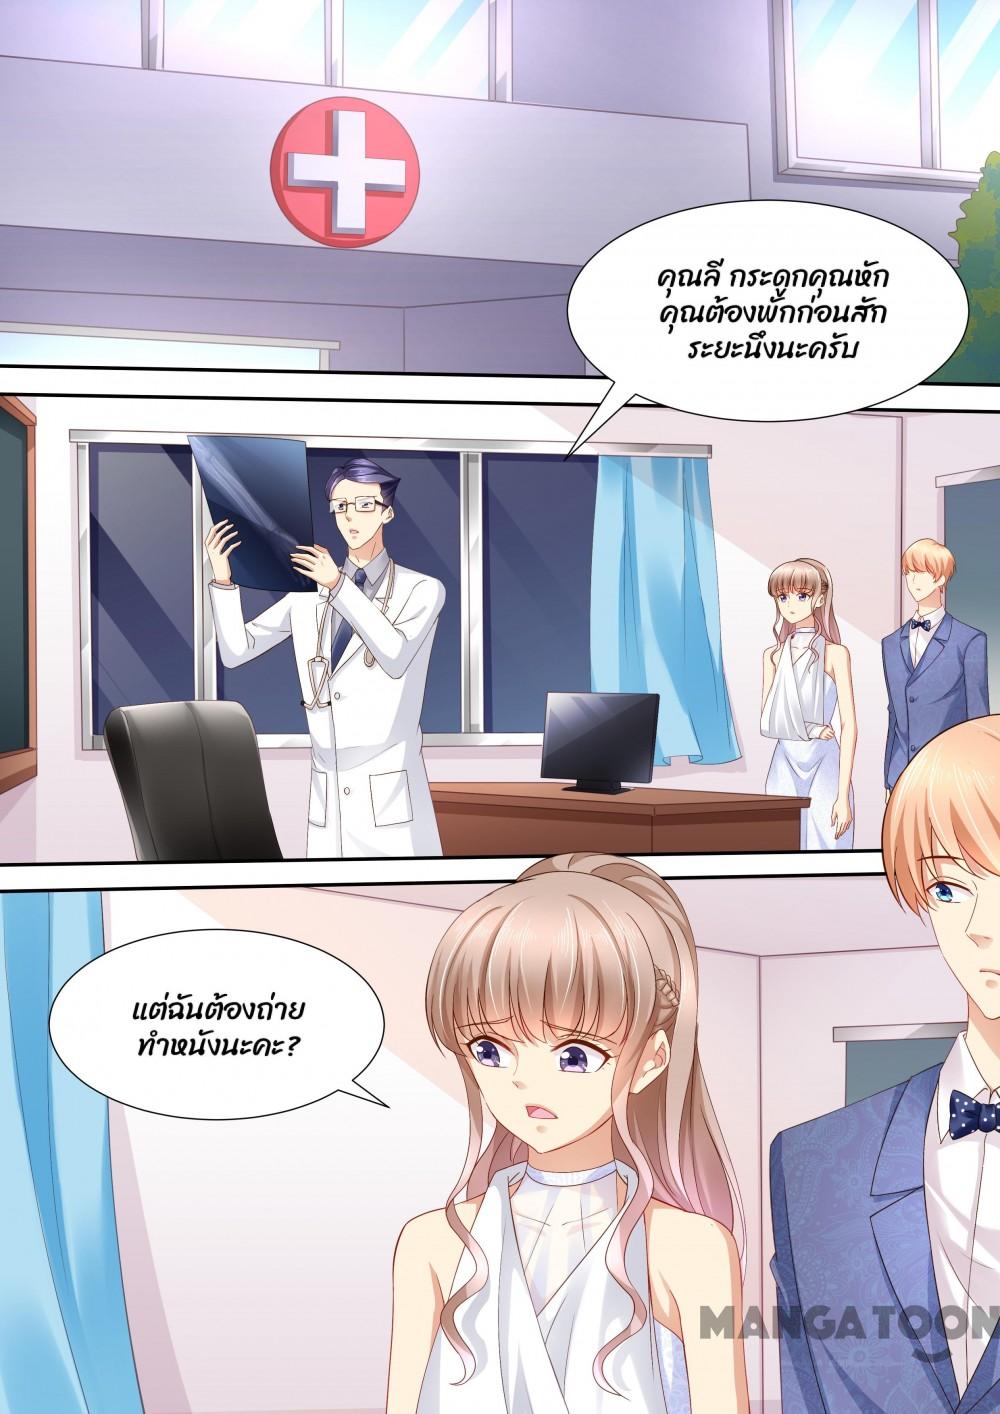 คุณลี กระดูกคุณหัก
คุณต้องพักก่อนสัก
ระยะนึงนะครับ
แต่ฉันต้องถ่าย
ทำหนังนะคะ?
MANGATOON